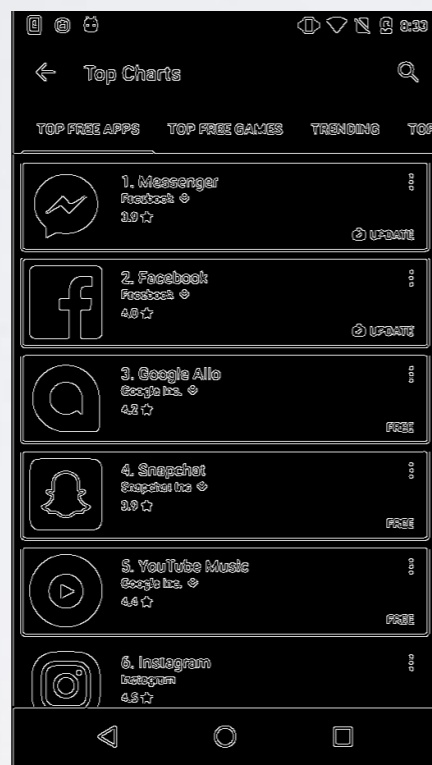 8:33
Top Charts
TOP FREE APPS TOP FREE GAMES TRENDING TOP
1. Messenger
Facebook
3.9
UPDATE
2. Facebook
Facebook
4.0
UPDATE
3. Google Allo
Google Inc.
4.2
FREE
4. Snapchat
Snapchat Inc
3.9
FREE
5. YouTube Music
Google Inc.
4.4
FREE
6. Instagram
Instagram
4.5